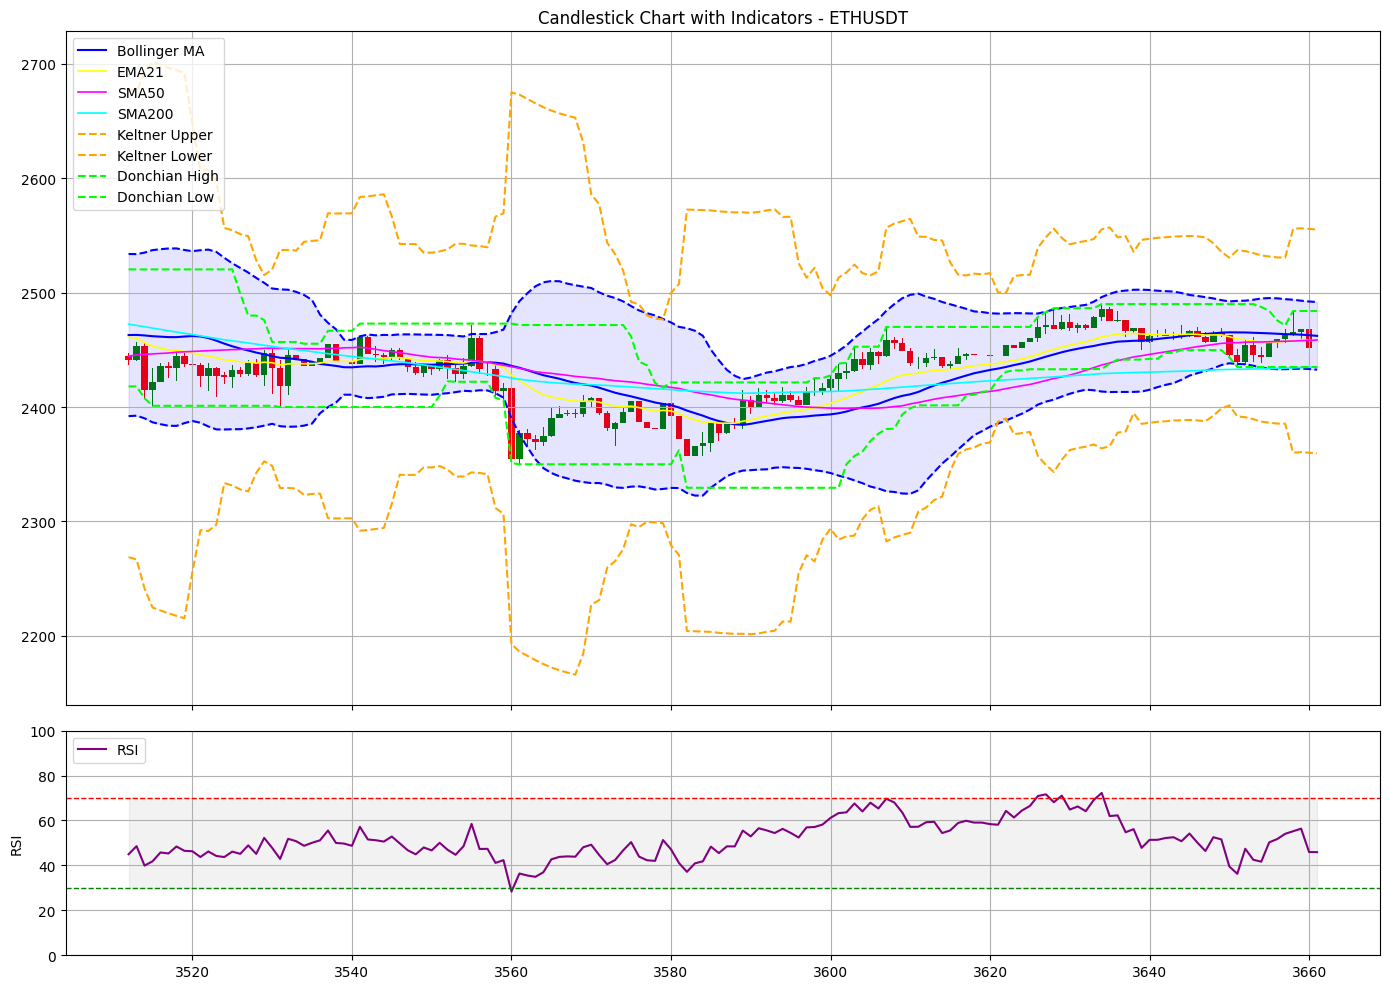 Candlestick Chart with Indicators - ETHUSDT
Bollinger MA
EMA21
SMA50
SMA200
Keltner Upper
Keltner Lower
Donchian High
Donchian Low
2700
2600
2500
2400
2300
2200
RSI
100
80
60
40
20
0
RSI
3520 3540 3560 3580 3600 3620 3640 3660